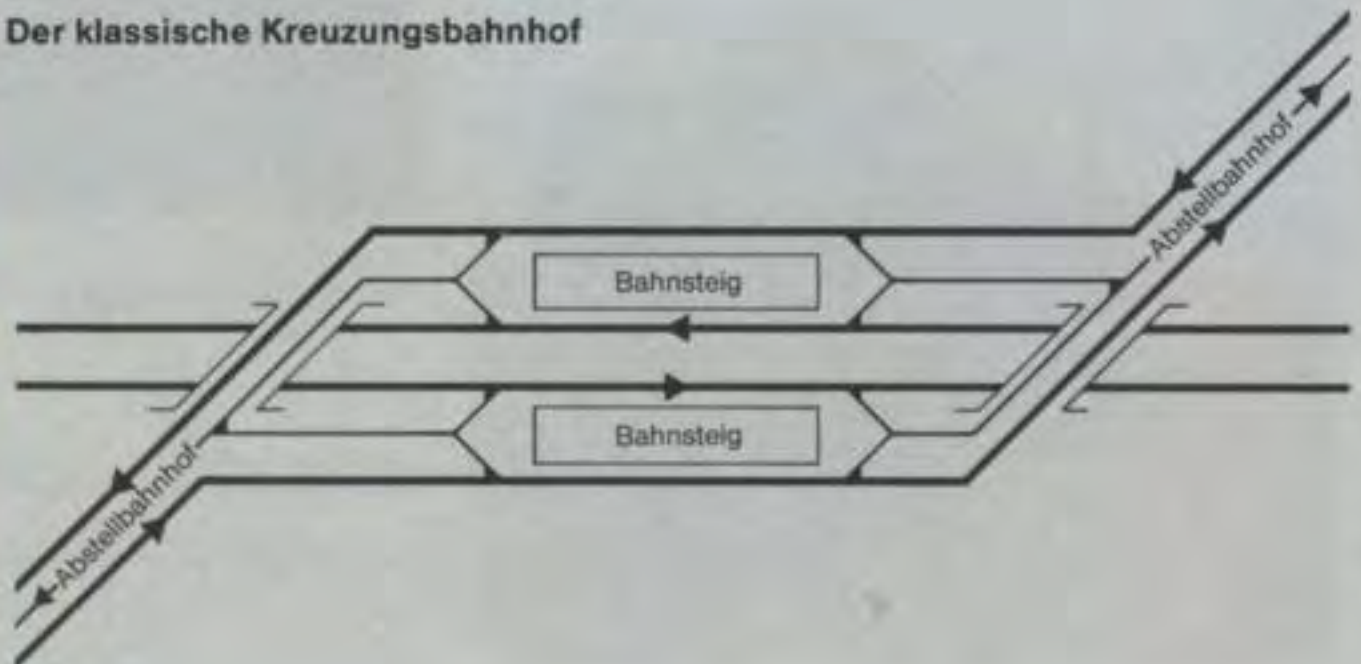 Der klassische Kreuzungsbahnhof
Abstellbahnhof
Bahnsteig
Bahnsteig
Abstellbahnhof